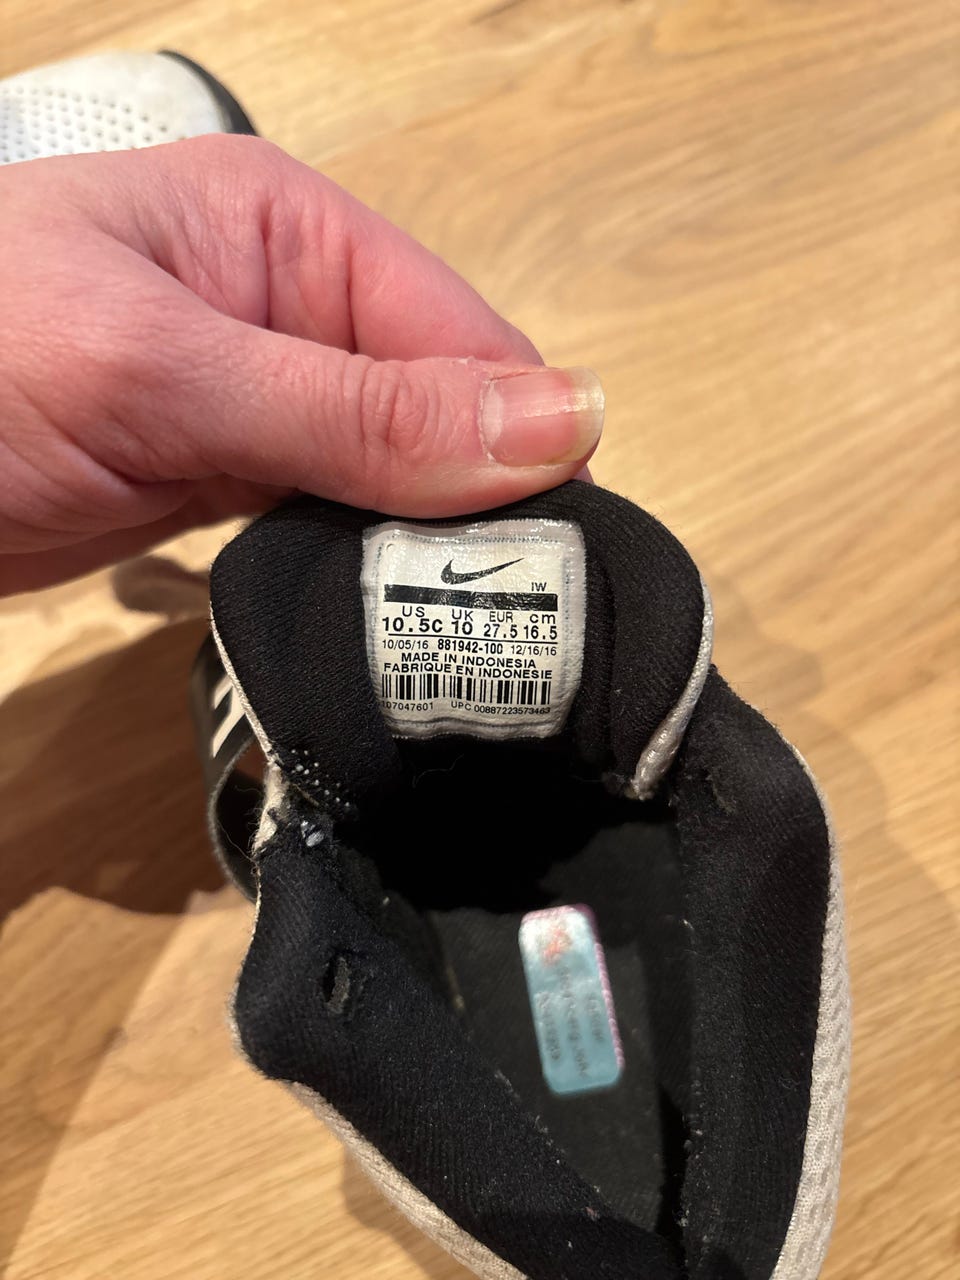 IW
US UK EUR cm
10.5C 10 27.5 16.5
10/05/16 881942-100 12/16/16
MADE IN INDONESIA
FABRIQUE EN INDONESIE
107047601 UPC 00887223573463